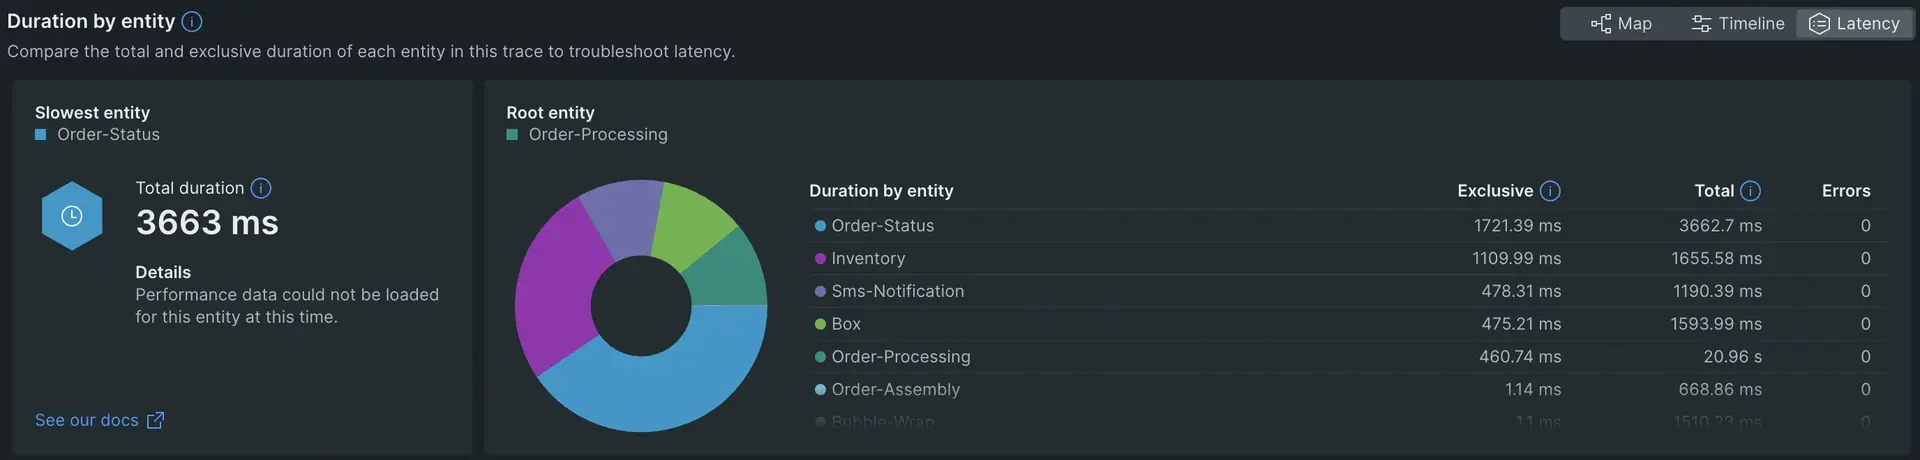 Duration by entity
Map Timeline Latency
Compare the total and exclusive duration of each entity in this trace to troubleshoot latency.
Slowest entity
Order-Status
Total duration
3663 ms
Details
Performance data could not be loaded
for this entity at this time.
See our docs
Root entity
Order-Processing
Duration by entity Exclusive Total Errors
Order-Status 1721.39 ms 3662.7 ms 0
Inventory 1109.99 ms 1655.58 ms 0
Sms-Notification 478.31 ms 1190.39 ms 0
Box 475.21 ms 1593.99 ms 0
Order-Processing 460.74 ms 20.96 s 0
Order-Assembly 1.14 ms 668.86 ms 0
Bubble-Wrap 1.1 ms 1510.23 ms 0